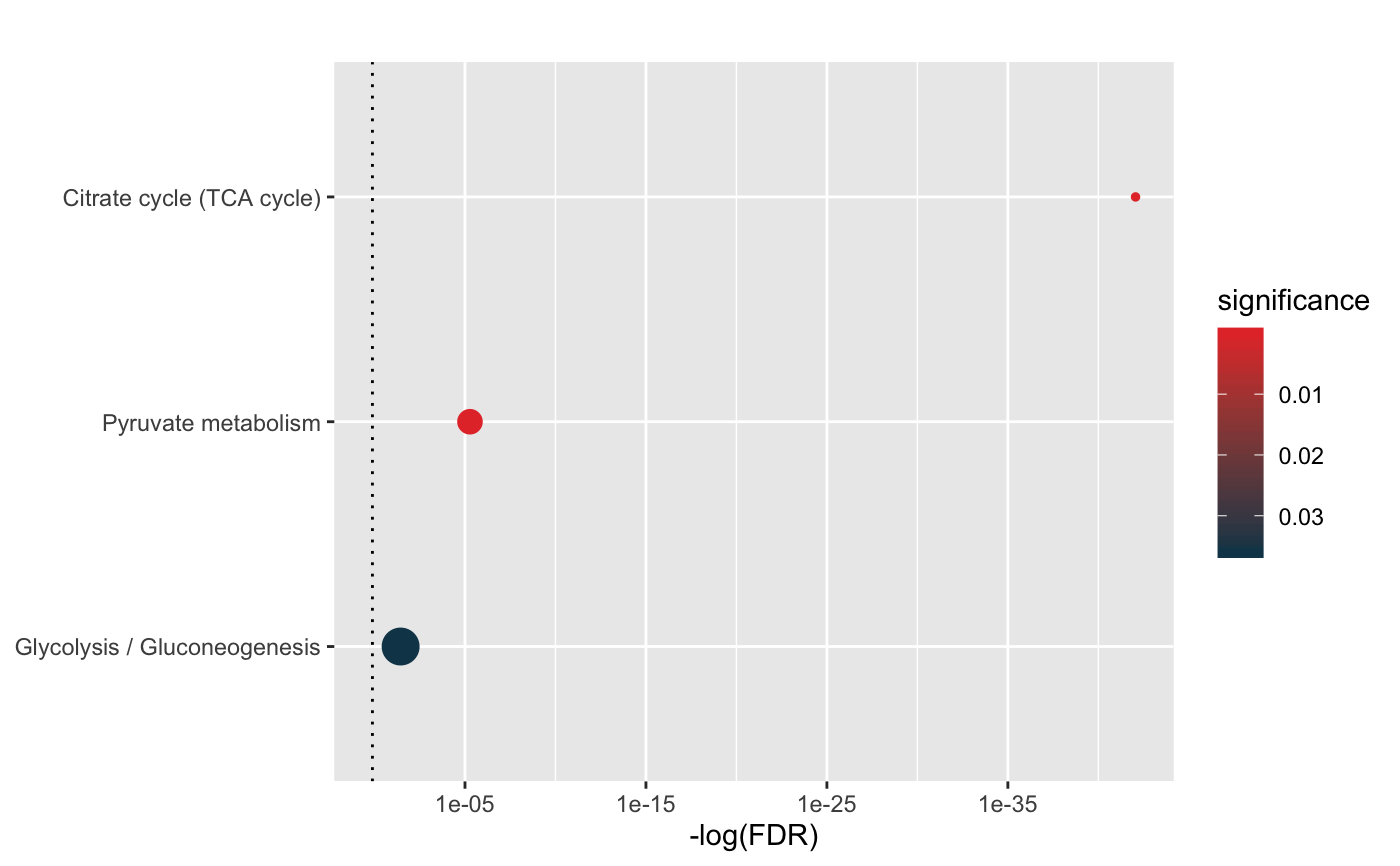 Citrate cycle (TCA cycle)
Pyruvate metabolism
Glycolysis / Gluconeogenesis
1e-05
1e-15
1e-25
1e-35
-log(FDR)
significance
0.01
0.02
0.03